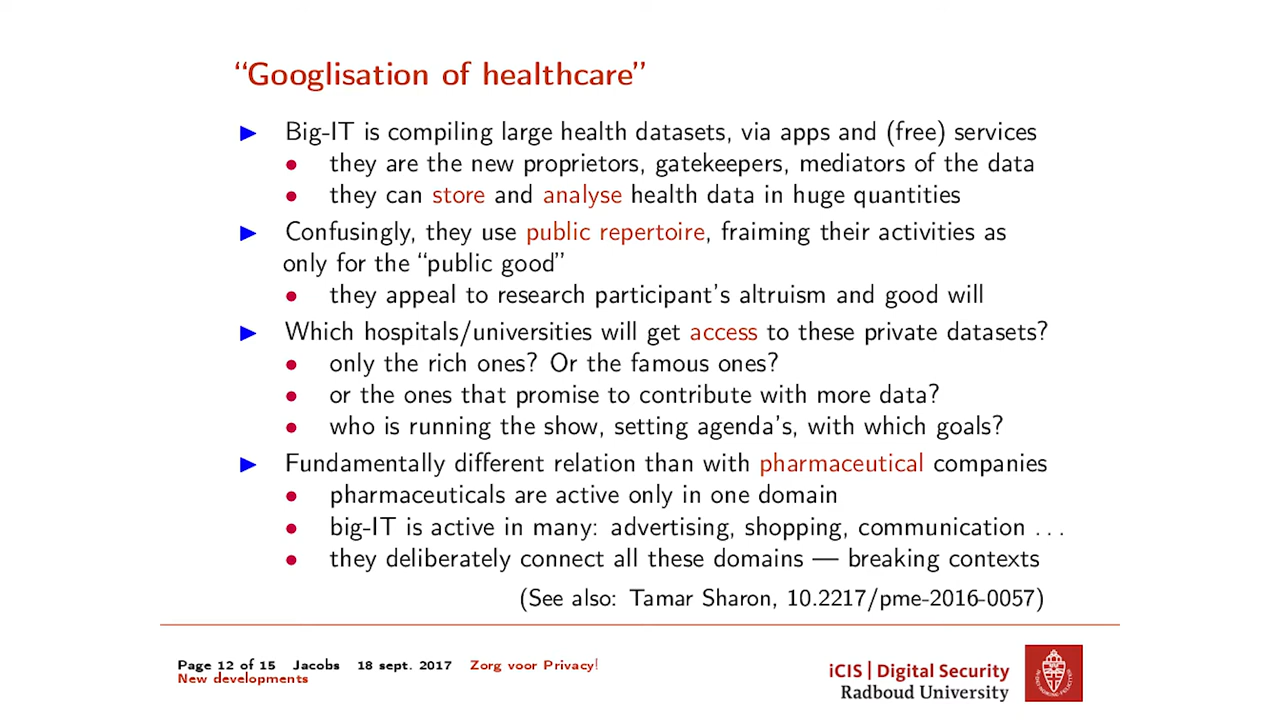 “Googlisation of healthcare”
Big-IT is compiling large health datasets, via apps and (free) services
they are the new proprietors, gatekeepers, mediators of the data
they can store and analyse health data in huge quantities
Confusingly, they use public repertoire, fraiming their activities as
only for the “public good”
they appeal to research participant's altruism and good will
Which hospitals/universities will get access to these private datasets?
only the rich ones? Or the famous ones?
or the ones that promise to contribute with more data?
who is running the show, setting agenda's, with which goals?
Fundamentally different relation than with pharmaceutical companies
pharmaceuticals are active only in one domain
big-IT is active in many: advertising, shopping, communication . . .
they deliberately connect all these domains — breaking contexts
(See also: Tamar Sharon, 10.2217/pme-2016-0057)
Page 12 of 15 Jacobs 18 sept. 2017 Zorg voor Privacy!
New developments
iCIS | Digital Security
Radboud University